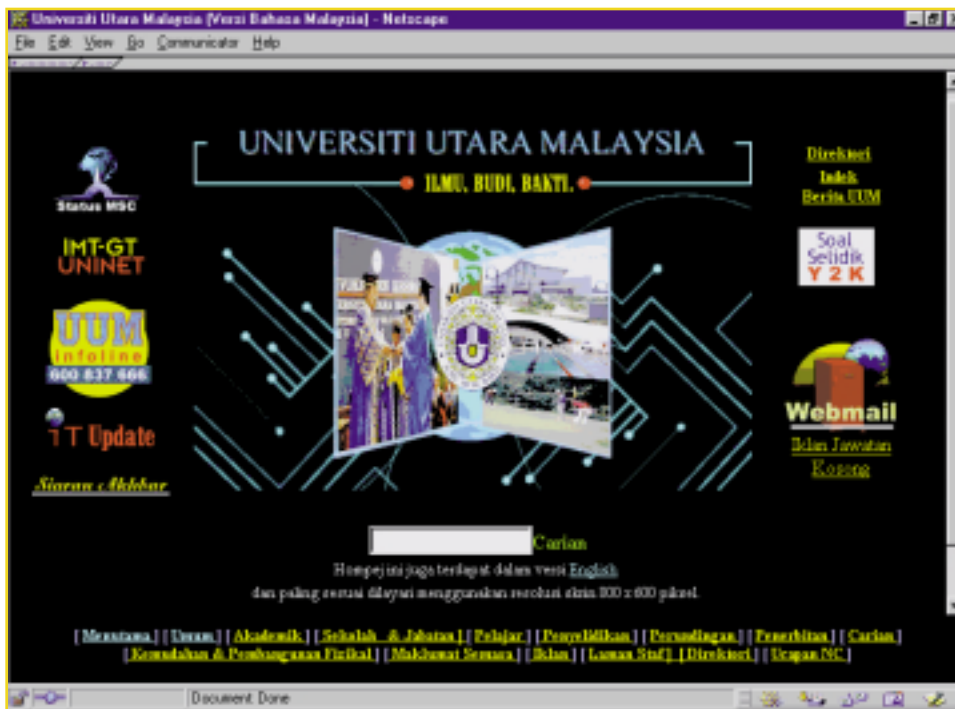 Universiti Utara Malaysia (Versi Bahasa Malaysia) - Netscape
File Edit View Go Communicator Help
UNIVERSITI UTARA MALAYSIA
ILMU, BUDI, BAKTI.
Status MSC
IMT-GT
UNINET
UUM
Infoline
600 837 666
IT Update
Siaran Akhbar
Direktori
Indek
Berita UUM
Soal
Selidik
Y 2 K
Webmail
Iklan Jawatan
Kosong
Carian
Hompej ini juga terdapat dalam versi English
dan paling sesuai dilayari menggunakan resolusi skrin 800 x 600 piksel.
[ Menutama ] [ Umum ] [ Akademik ] [ Sekolah & Jabatan ] [ Pelajar ] [ Penyelidikan ] [ Perundingan ] [ Penerbitan ] [ Carian ]
[ Kemudahan & Pembangunan Fizikal ] [ Maklumat Semasa ] [ Iklan ] [ Laman Staf ] [ Direktori ] [ Ucapan NC ]
Document Done